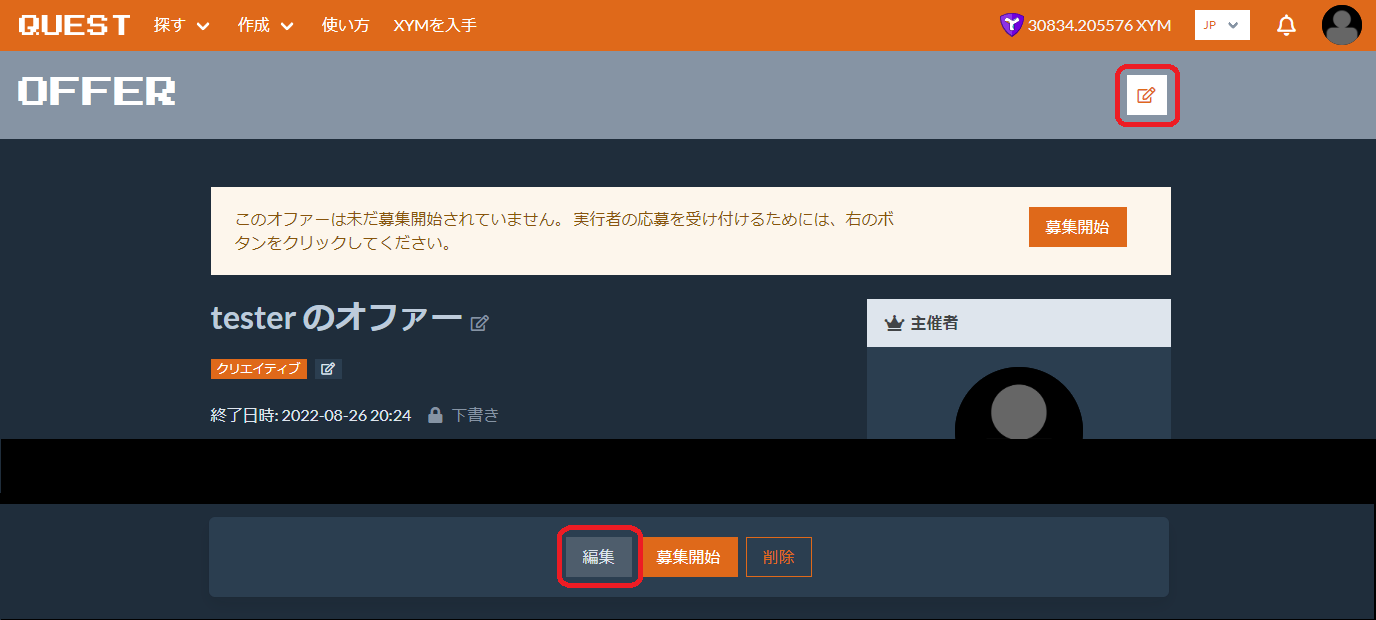 QUEST 探す 作成 使い方 XYMを入手 30834.205576 XYM JP
OFFER
このオファーは未だ募集開始されていません。 実行者の応募を受け付けるためには、右のボ
タンをクリックしてください。
募集開始
tester のオファー
主催者
クリエイティブ
終了日時: 2022-08-26 20:24 下書き
編集 募集開始 削除